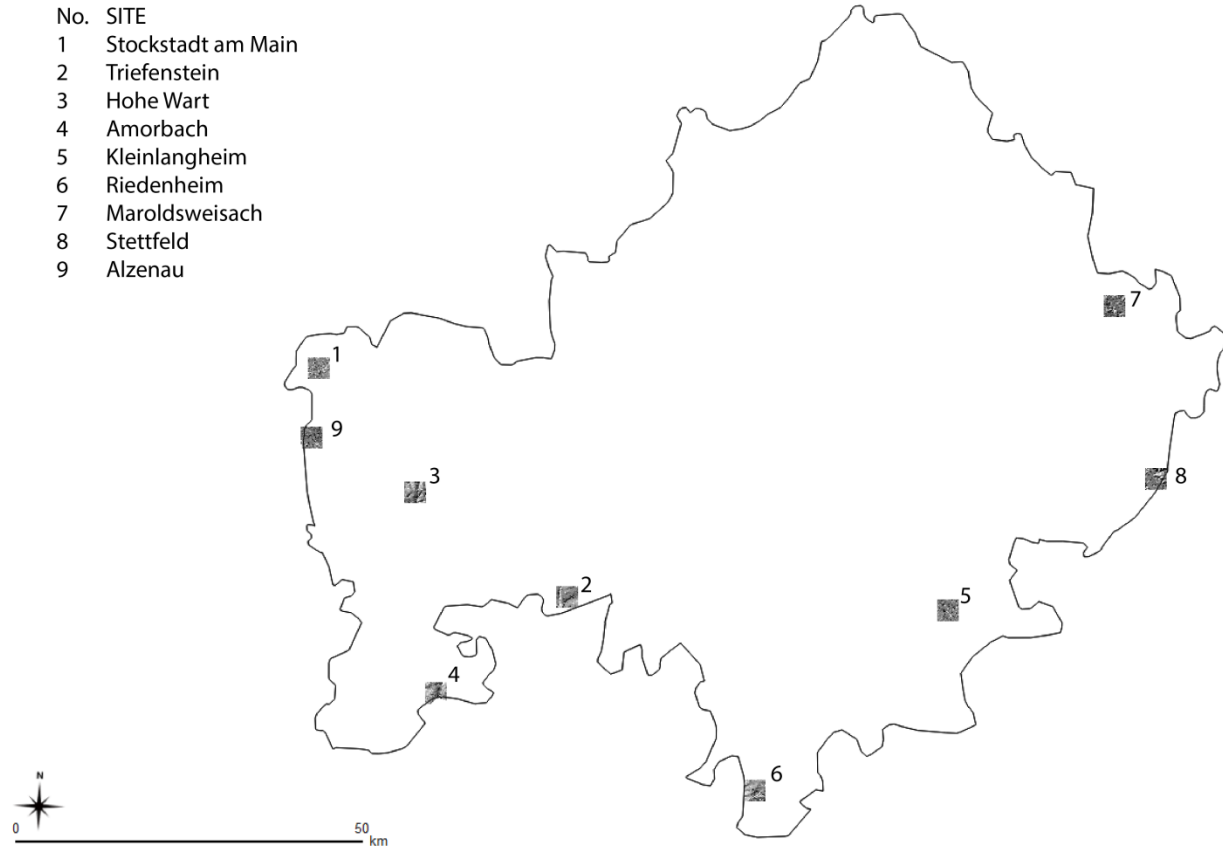 No. SITE
1 Stockstadt am Main
2 Triefenstein
3 Hohe Wart
4 Amorbach
5 Kleinlangheim
6 Riedenheim
7 Maroldsweisach
8 Stettfeld
9 Alzenau
7
1
9
3
8
2
5
4
6
N
0 50
km